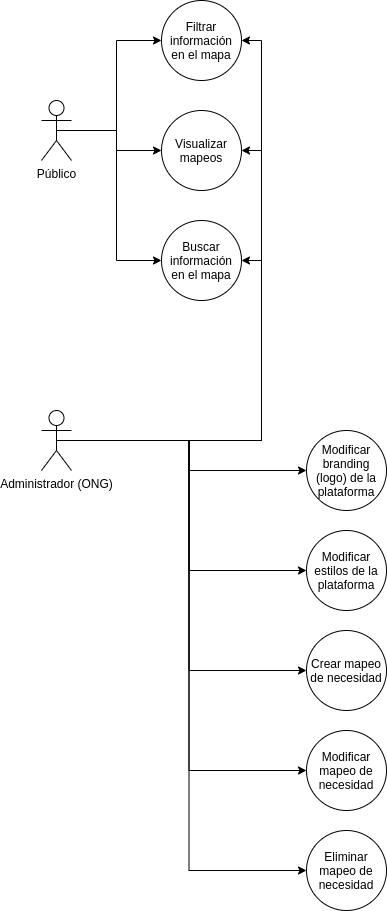 Filtrar
información
en el mapa
Visualizar
mapeos
Público
Buscar
información
en el mapa
Administrador (ONG)
Modificar
branding
(logo) de la
plataforma
Modificar
estilos de la
plataforma
Crear mapeo
de necesidad
Modificar
mapeo de
necesidad
Eliminar
mapeo de
necesidad